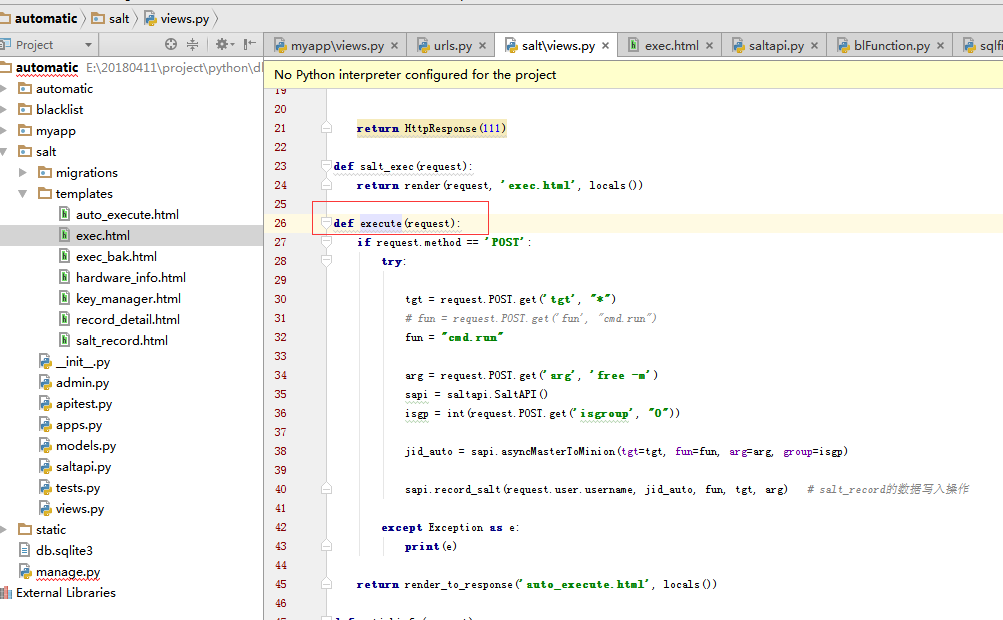 automatic salt views.py
Project
myapp\views.py × urls.py × salt\views.py × exec.html × saltapi.py × blFunction.py ×
automatic E:\20180411\project\python\
automatic
blacklist
myapp
salt
migrations
templates
auto_execute.html
exec.html
exec_bak.html
hardware_info.html
key_manager.html
record_detail.html
salt_record.html
__init__.py
admin.py
apitest.py
apps.py
models.py
saltapi.py
tests.py
views.py
static
db.sqlite3
manage.py
External Libraries
No Python interpreter configured for the project
19
20
21 return HttpResponse(111)
22
23 def salt_exec(request):
24 return render(request, 'exec.html', locals())
25
26 def execute(request):
27 if request.method == 'POST':
28 try:
29
30 tgt = request.POST.get('tgt', "*")
31 # fun = request.POST.get('fun', "cmd.run")
32 fun = "cmd.run"
33
34 arg = request.POST.get('arg', 'free -m')
35 sapi = saltapi.SaltAPI()
36 isgp = int(request.POST.get('isgroup', "0"))
37
38 jid_auto = sapi.asyncMasterToMinion(tgt=tgt, fun=fun, arg=arg, group=isgp)
39
40 sapi.record_salt(request.user.username, jid_auto, fun, tgt, arg) # salt_record的数据写入操作
41
42 except Exception as e:
43 print(e)
44
45 return render_to_response('auto_execute.html', locals())
46